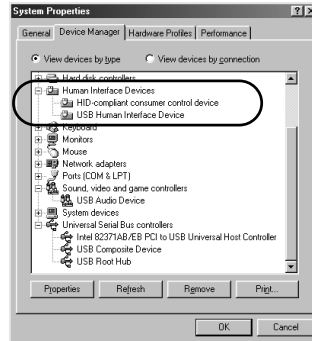 System Properties
General Device Manager Hardware Profiles Performance
View devices by type View devices by connection
Hard disk controllers
Human Interface Devices
HID-compliant consumer control device
USB Human Interface Device
Keyboard
Monitors
Mouse
Network adapters
Ports (COM & LPT)
Sound, video and game controllers
USB Audio Device
System devices
Universal Serial Bus controllers
Intel 82371AB/EB PCI to USB Universal Host Controller
USB Composite Device
USB Root Hub
Properties Refresh Remove Print...
OK Cancel